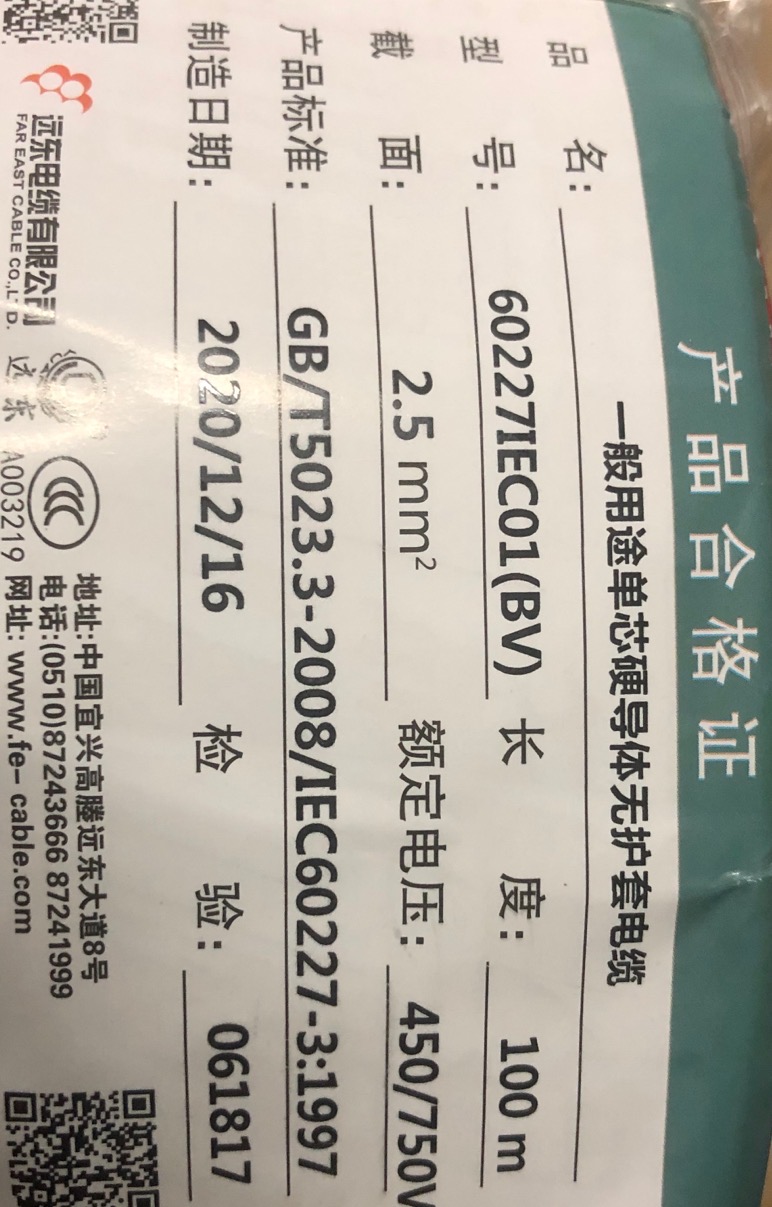 产品合格证
品 名: 一般用途单芯硬导体无护套电缆
型 号: 60227IEC01(BV) 长 度: 100 m
截 面: 2.5 mm² 额定电压: 450/750V
产品标准: GB/T5023.3-2008/IEC60227-3:1997
制造日期: 2020/12/16 检 验: 061817
远东电缆有限公司
FAR EAST CABLE CO.,LTD.
远东
A003219
地址:中国宜兴高塍远东大道8号
电话:(0510)87243666 87241999
网址: www.fe-cable.com